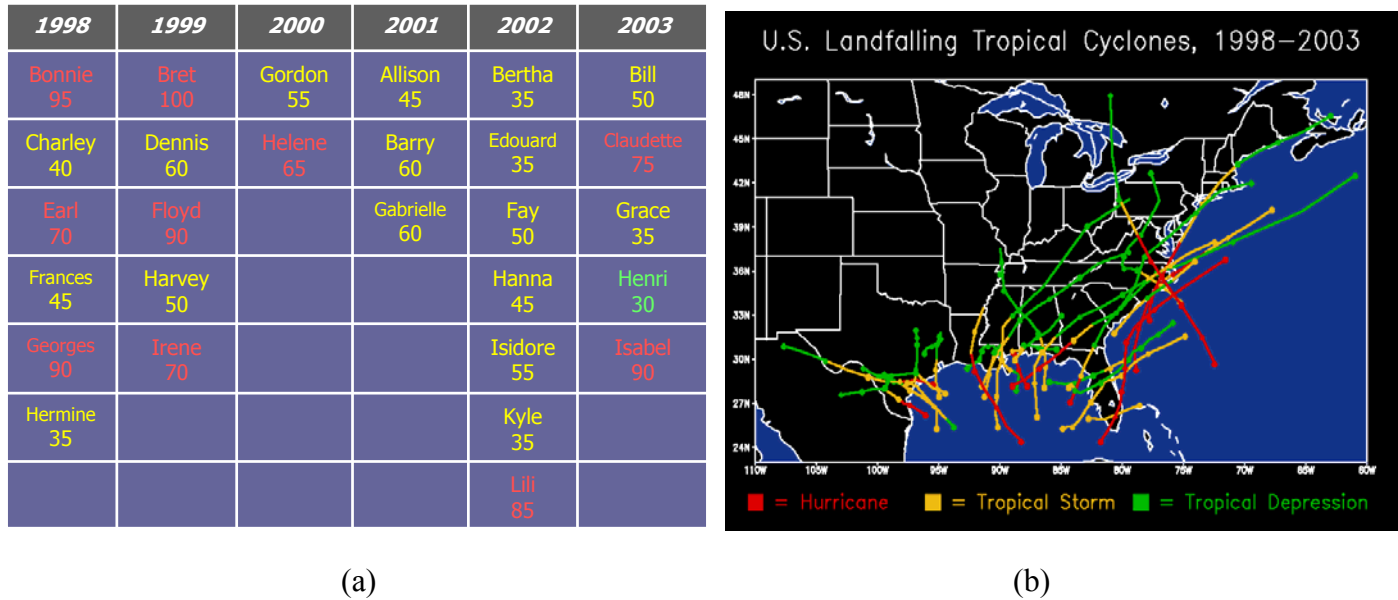 1998 1999 2000 2001 2002 2003
Bonnie Bret Gordon Allison Bertha Bill
95 100 55 45 35 50
Charley Dennis Helene Barry Edouard Claudette
40 60 65 60 35 75
Earl Floyd Gabrielle Fay Grace
70 90 60 50 35
Frances Harvey Hanna Henri
45 50 45 30
Georges Irene Isidore Isabel
90 70 55 90
Hermine Kyle
35 35
Lili
85
(a)
U.S. Landfalling Tropical Cyclones, 1998-2003
48N
45N
42N
39N
36N
33N
30N
27N
24N
110W 105W 100W 95W 90W 85W 80W 75W 70W 65W 60W
= Hurricane = Tropical Storm = Tropical Depression
(b)